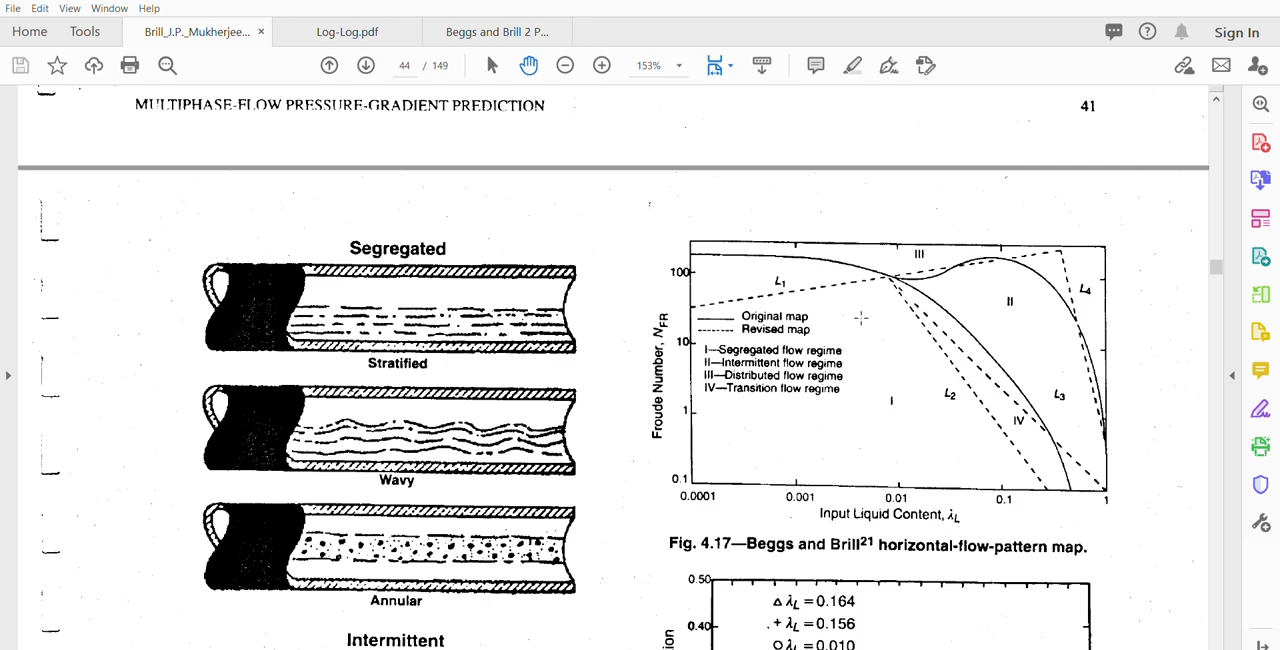 File Edit View Window Help
Home Tools Brill_J.P._Mukherjee... × Log-Log.pdf Beggs and Brill 2 P... Sign In
44 / 149 153%
MULTIPHASE-FLOW PRESSURE-GRADIENT PREDICTION 41
Segregated
Stratified
Wavy
Annular
Intermittent
100
10
1
0.1
Froude Number, N_FR
III
L₁
L₄
II
Original map
Revised map
I—Segregated flow regime
II—Intermittent flow regime
III—Distributed flow regime
IV—Transition flow regime
I
L₂
L₃
IV
0.0001 0.001 0.01 0.1 1
Input Liquid Content, λ_L
Fig. 4.17—Beggs and Brill²¹ horizontal-flow-pattern map.
0.50
△ λ_L = 0.164
+ λ_L = 0.156
0.40
○ λ_L = 0.010